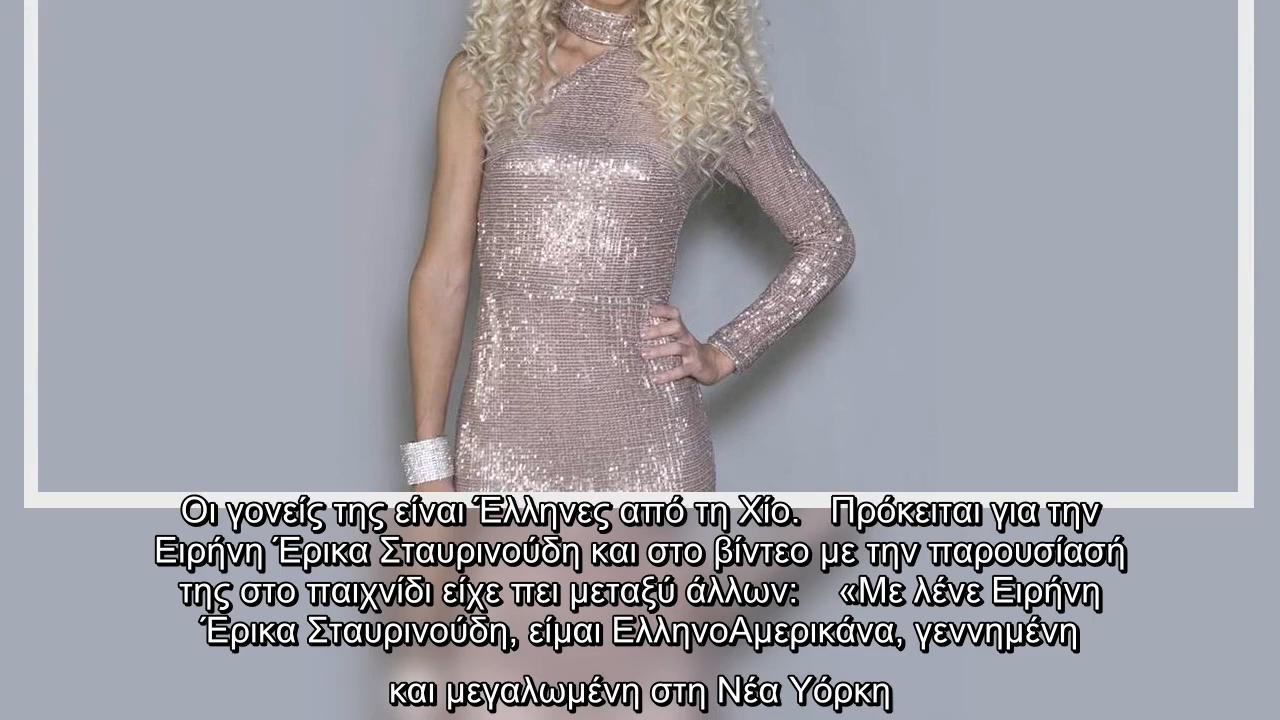 Οι γονείς της είναι Έλληνες από τη Χίο.   Πρόκειται για την
Ειρήνη Έρικα Σταυρινούδη και στο βίντεο με την παρουσίασή
της στο παιχνίδι είχε πει μεταξύ άλλων:    «Με λένε Ειρήνη
Έρικα Σταυρινούδη, είμαι ΕλληνοΑμερικάνα, γεννημένη
και μεγαλωμένη στη Νέα Υόρκη